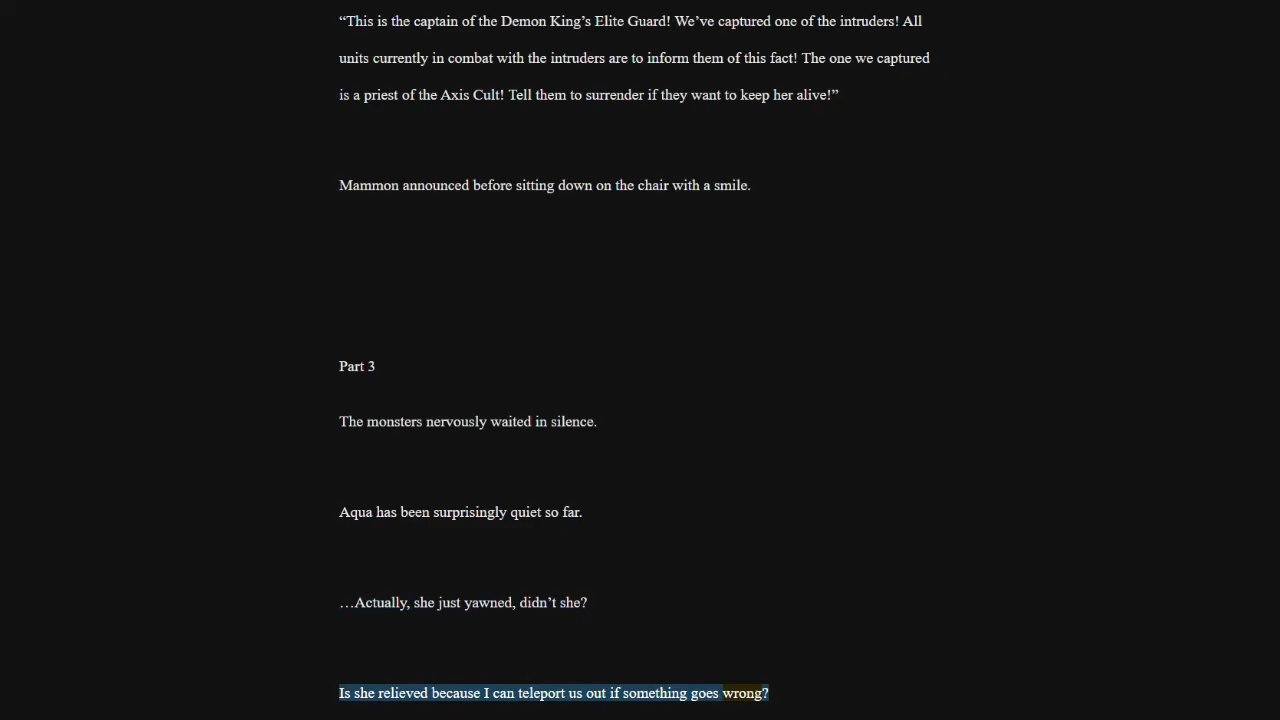 “This is the captain of the Demon King’s Elite Guard! We’ve captured one of the intruders! All
units currently in combat with the intruders are to inform them of this fact! The one we captured
is a priest of the Axis Cult! Tell them to surrender if they want to keep her alive!”
Mammon announced before sitting down on the chair with a smile.
Part 3
The monsters nervously waited in silence.
Aqua has been surprisingly quiet so far.
…Actually, she just yawned, didn’t she?
Is she relieved because I can teleport us out if something goes wrong?